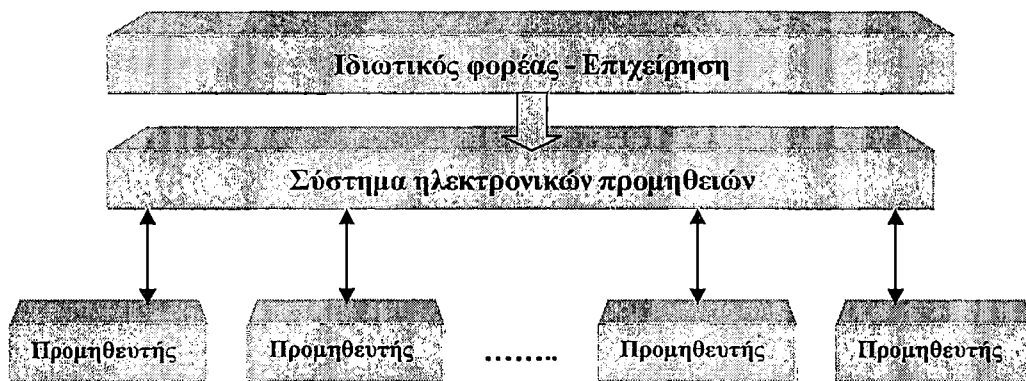 Ιδιωτικός φορέας - Επιχείρηση
Σύστημα ηλεκτρονικών προμηθειών
Προμηθευτής Προμηθευτής ........ Προμηθευτής Προμηθευτής